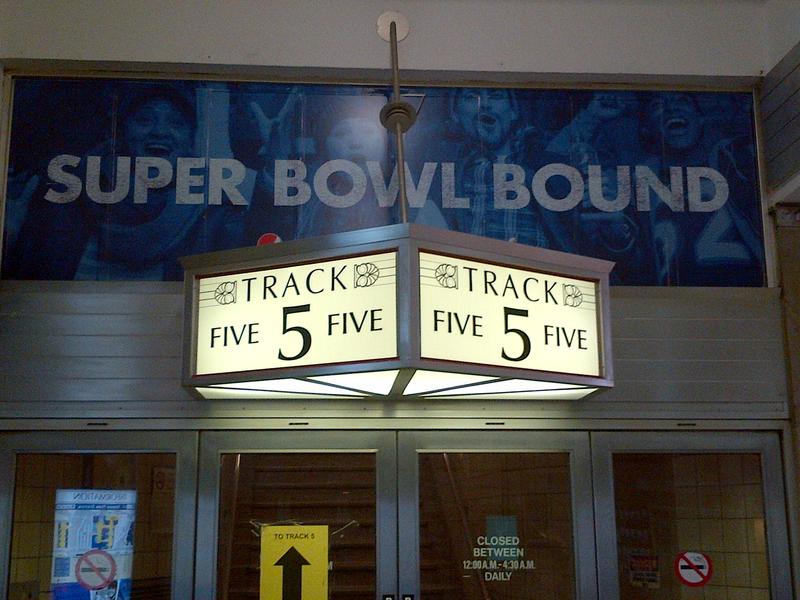 SUPER BOWL BOUND
TRACK
FIVE 5 FIVE
TRACK
FIVE 5 FIVE
INFORMATION
TO TRACK 5
CLOSED
BETWEEN
12:00 A.M. - 4:30 A.M.
DAILY